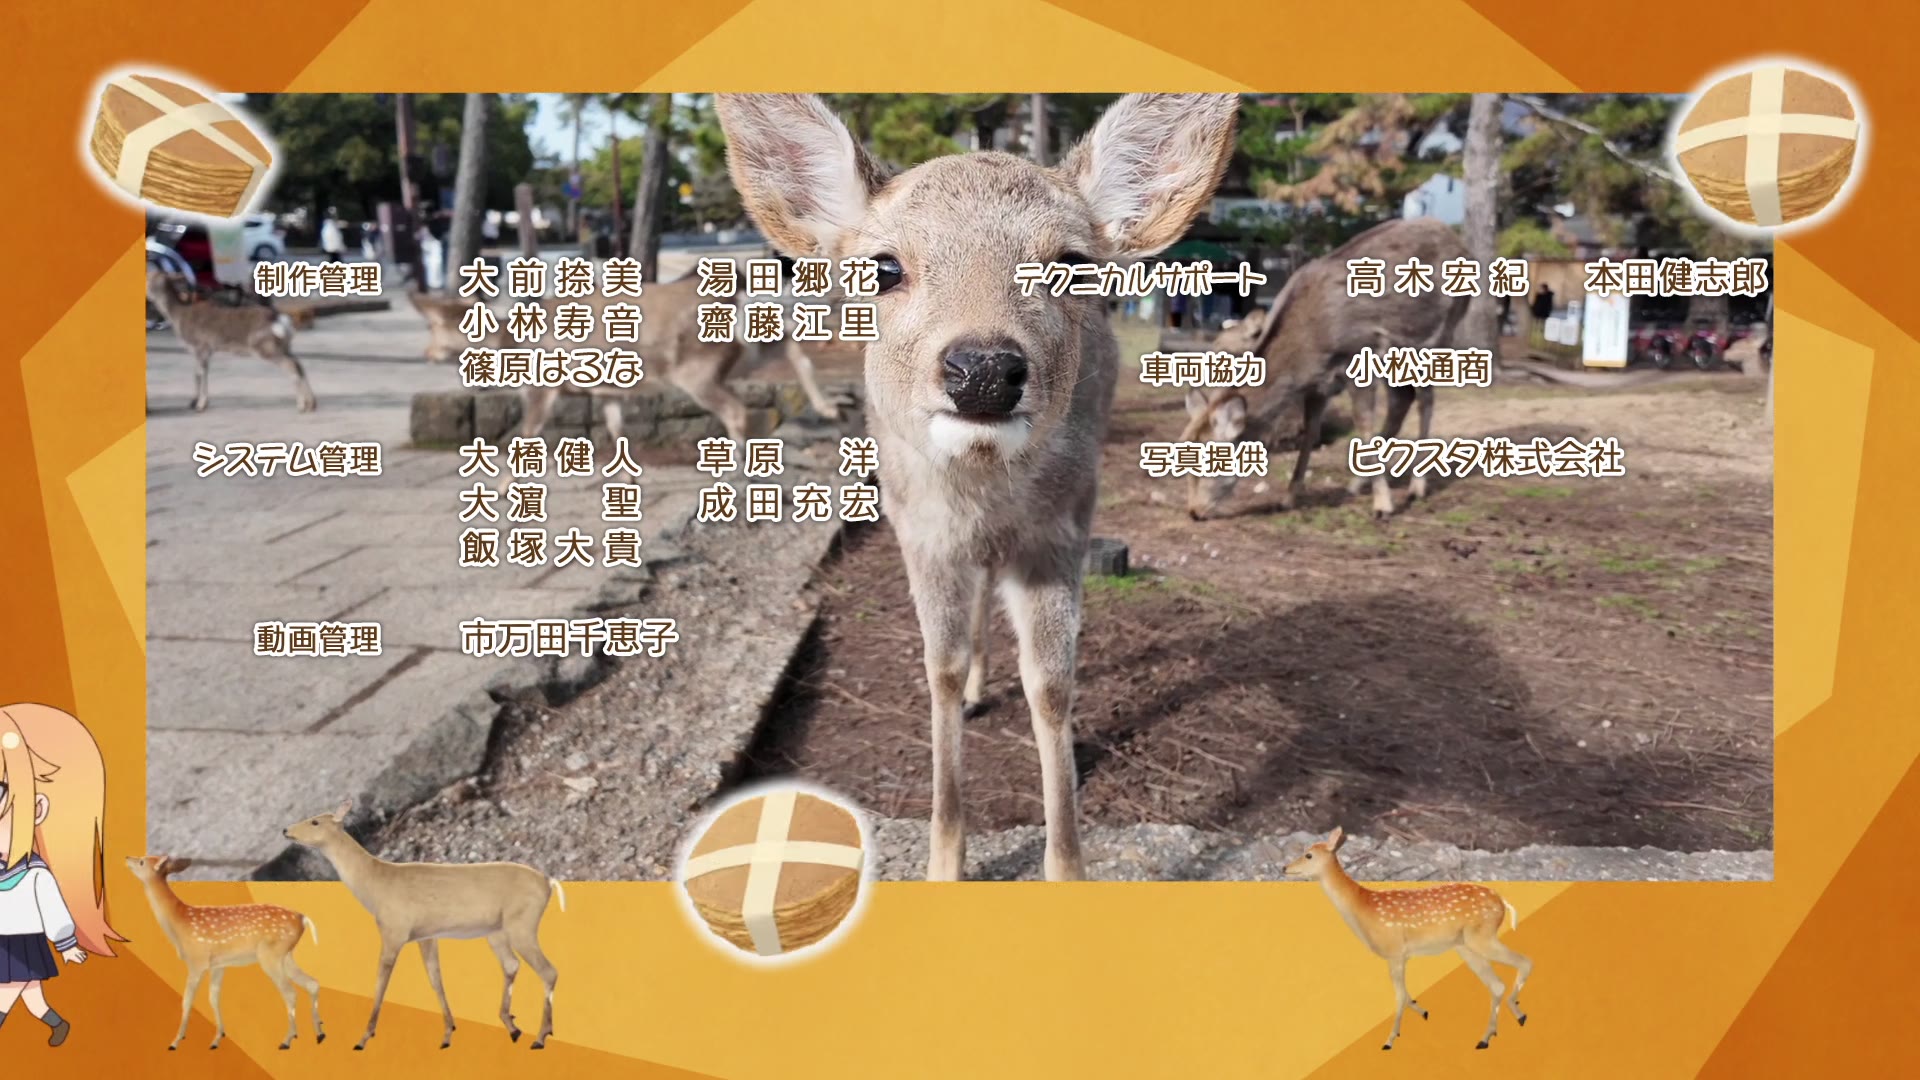 制作管理 大前捺美 湯田郷花
小林寿音 齋藤江里
篠原はるな
システム管理 大橋健人 草原 洋
大濵 聖 成田充宏
飯塚大貴
動画管理 市万田千恵子
テクニカルサポート 高木宏紀 本田健志郎
車両協力 小松通商
写真提供 ピクスタ株式会社